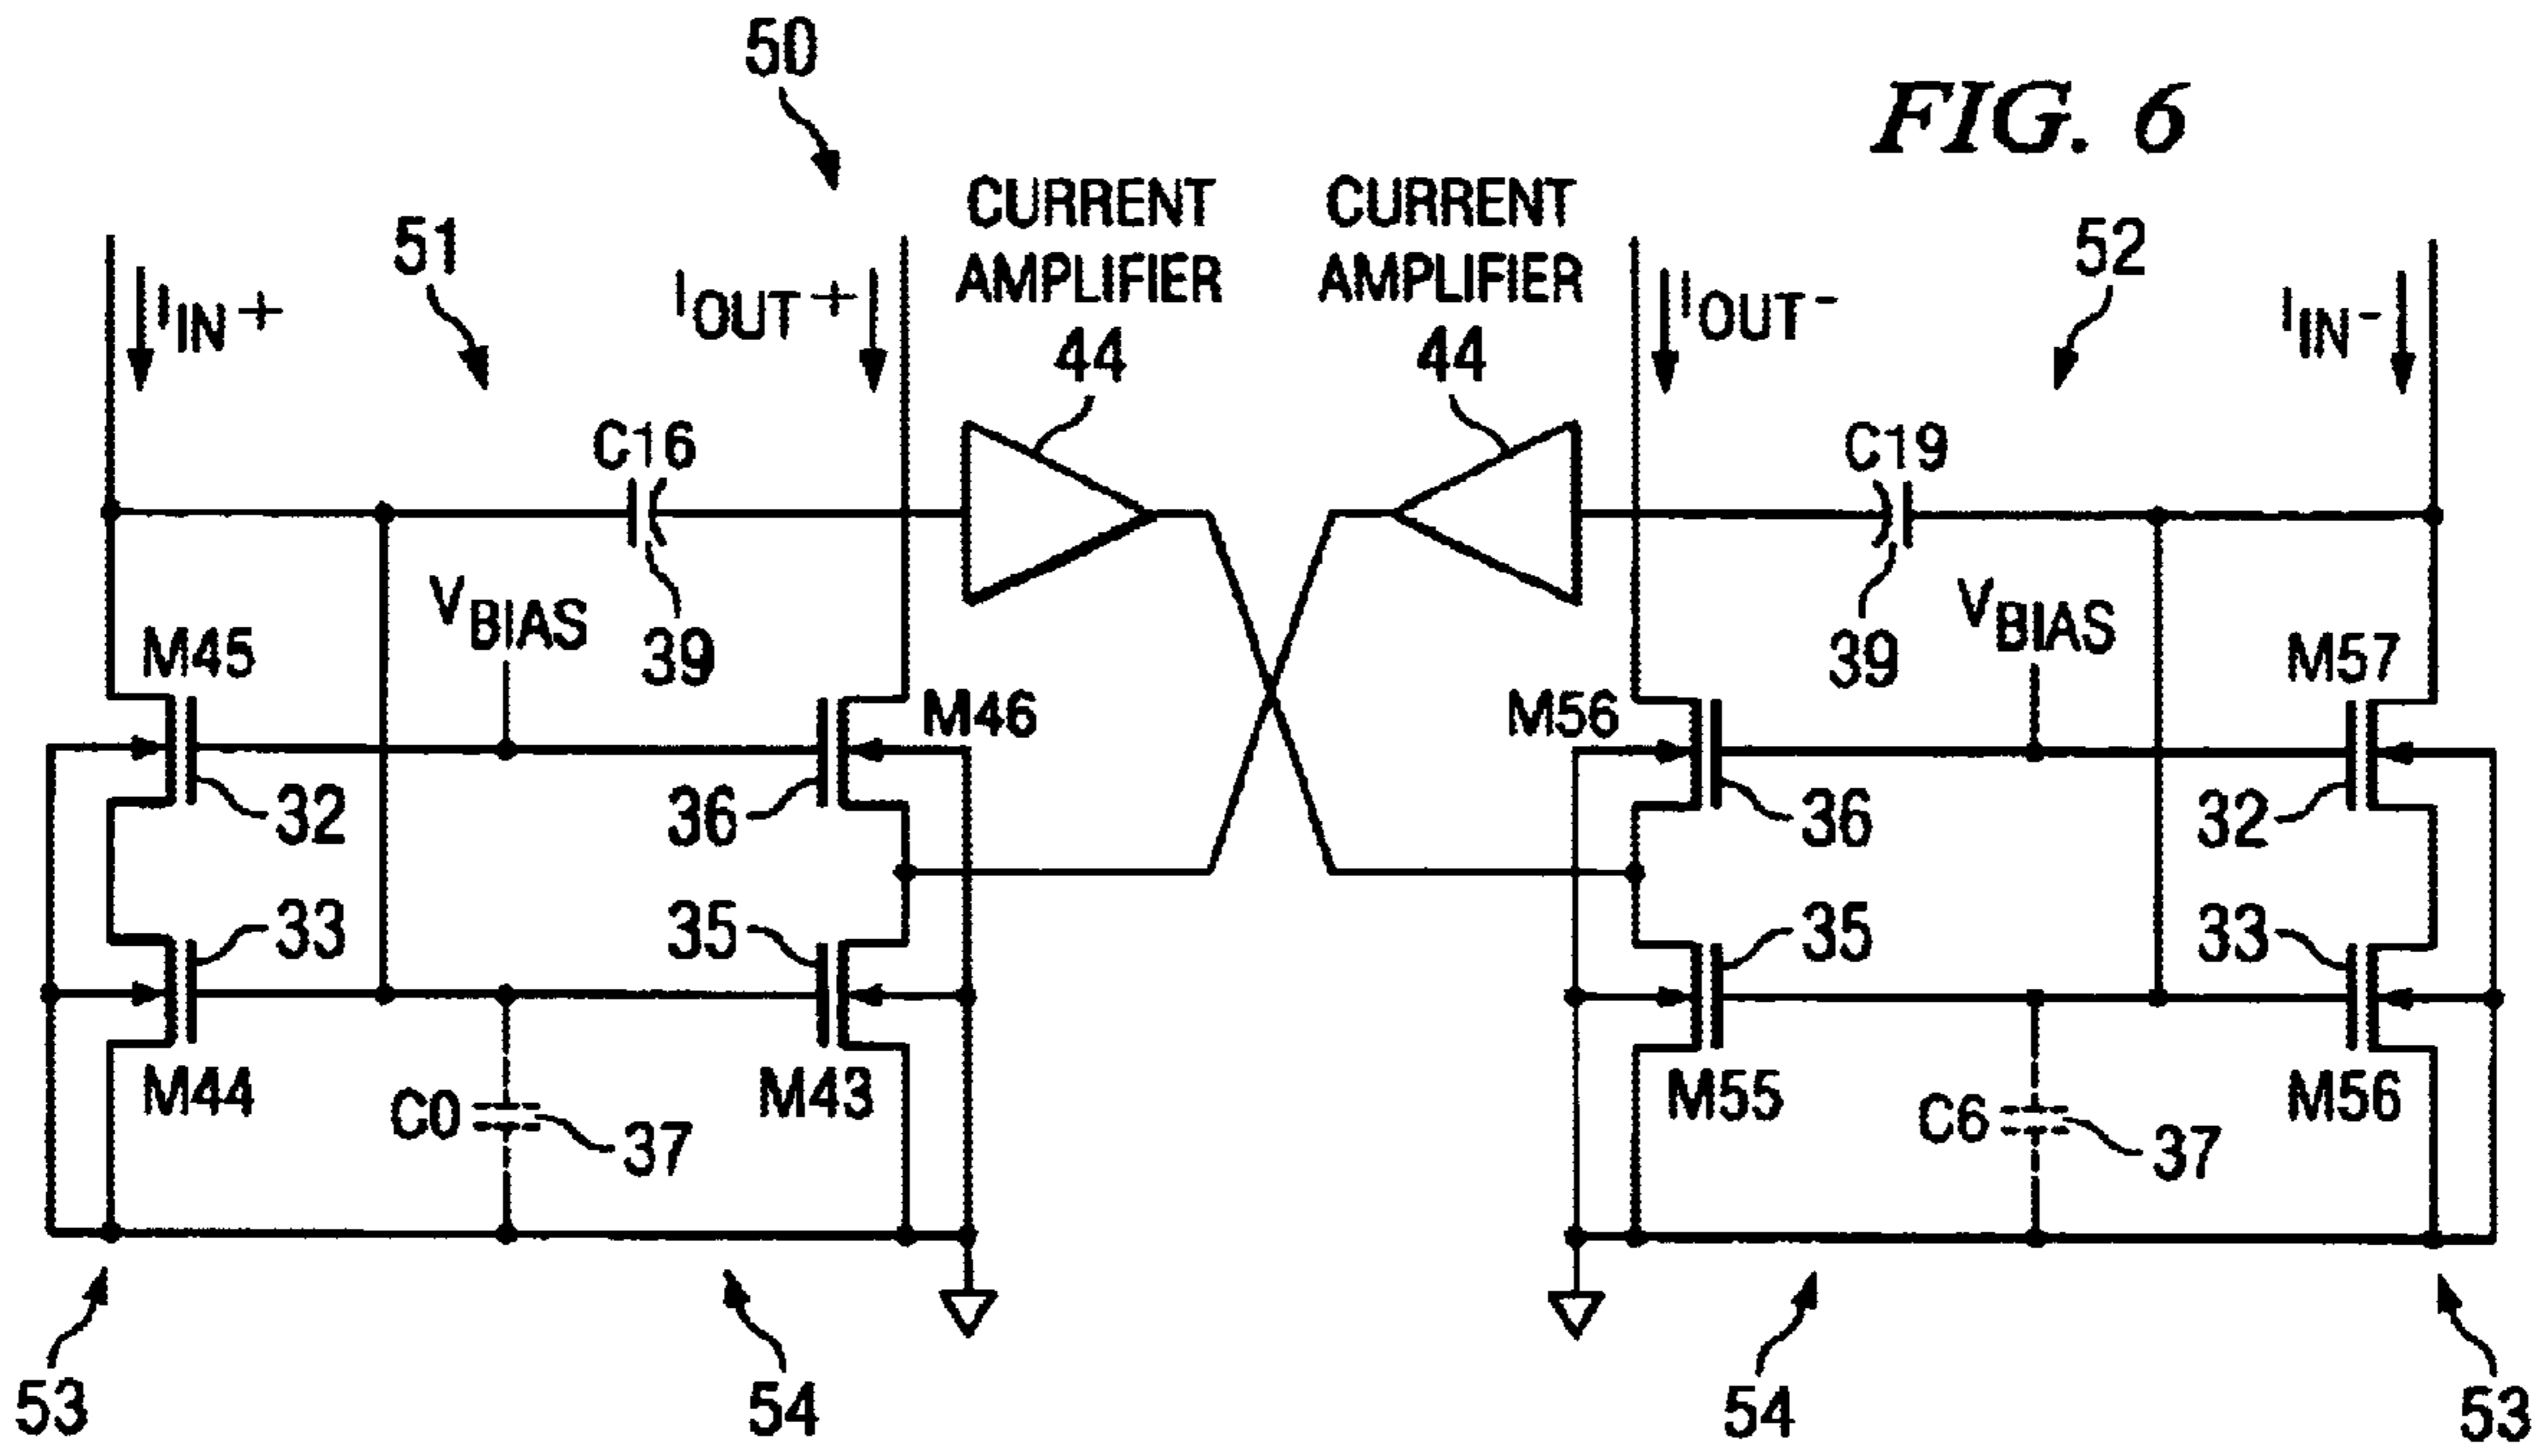 50
FIG. 6
CURRENT AMPLIFIER
CURRENT AMPLIFIER
51
52
IIN+
IOUT+
44
44
IOUT-
IIN-
C16
C19
VBIAS
39
39
VBIAS
M45
M46
M56
M57
32
36
36
32
33
35
35
33
M44
C0
37
M43
M55
C6
37
M56
53
54
54
53